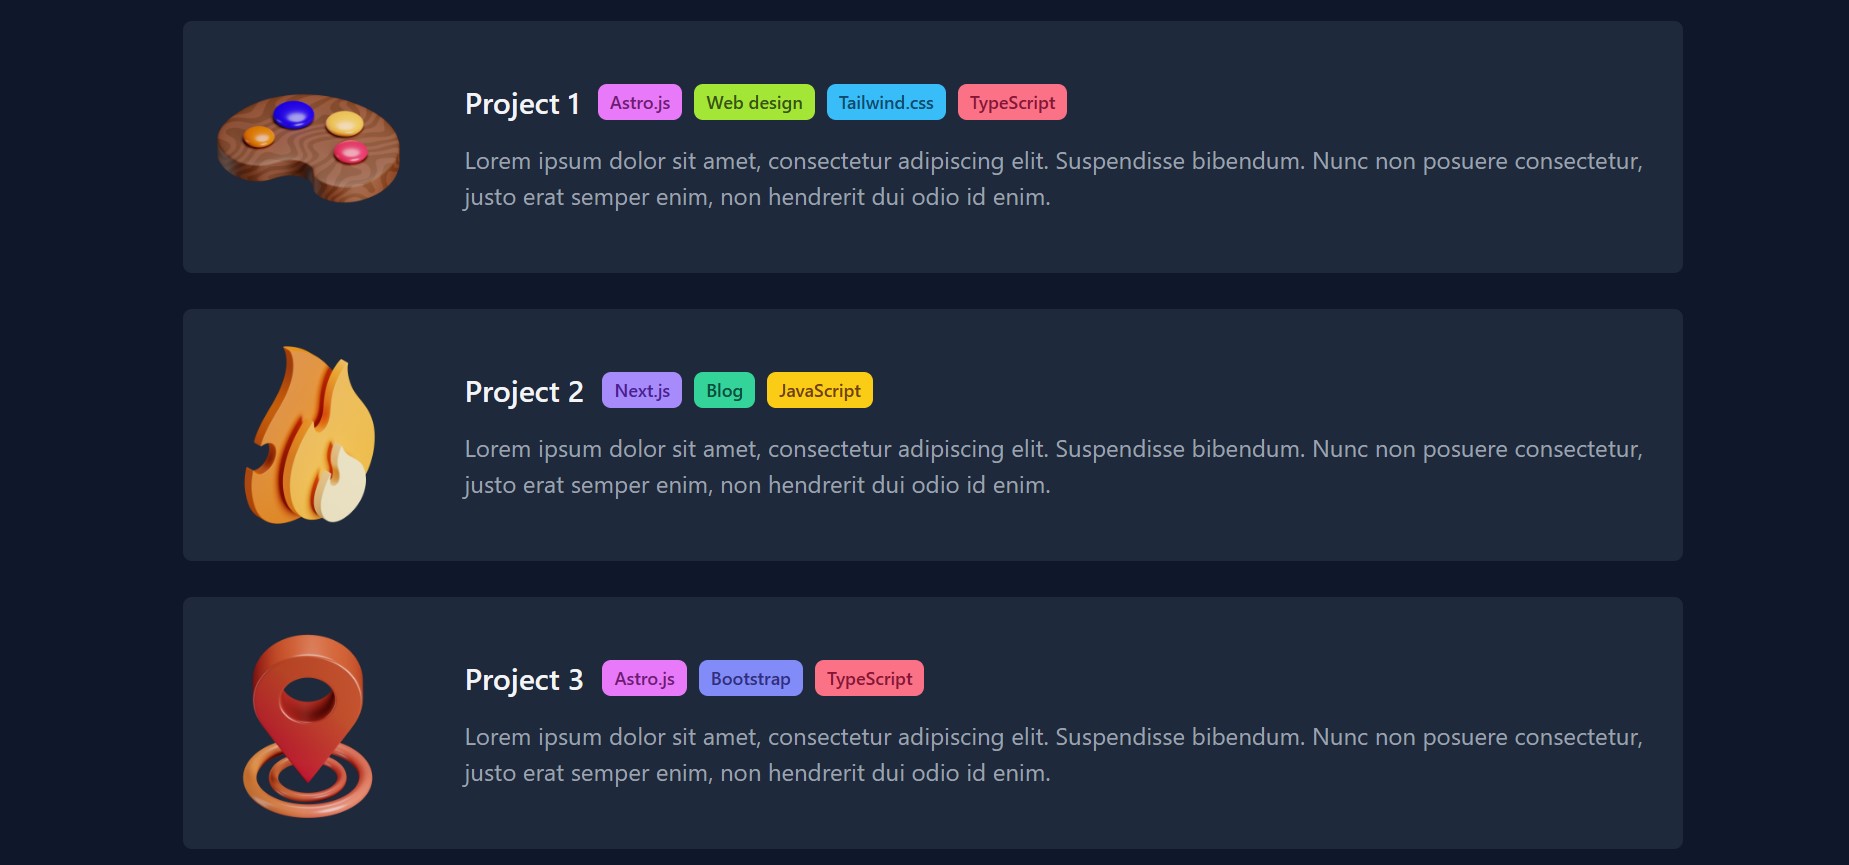 Project 1 Astro.js Web design Tailwind.css TypeScript
Lorem ipsum dolor sit amet, consectetur adipiscing elit. Suspendisse bibendum. Nunc non posuere consectetur,
justo erat semper enim, non hendrerit dui odio id enim.
Project 2 Next.js Blog JavaScript
Lorem ipsum dolor sit amet, consectetur adipiscing elit. Suspendisse bibendum. Nunc non posuere consectetur,
justo erat semper enim, non hendrerit dui odio id enim.
Project 3 Astro.js Bootstrap TypeScript
Lorem ipsum dolor sit amet, consectetur adipiscing elit. Suspendisse bibendum. Nunc non posuere consectetur,
justo erat semper enim, non hendrerit dui odio id enim.